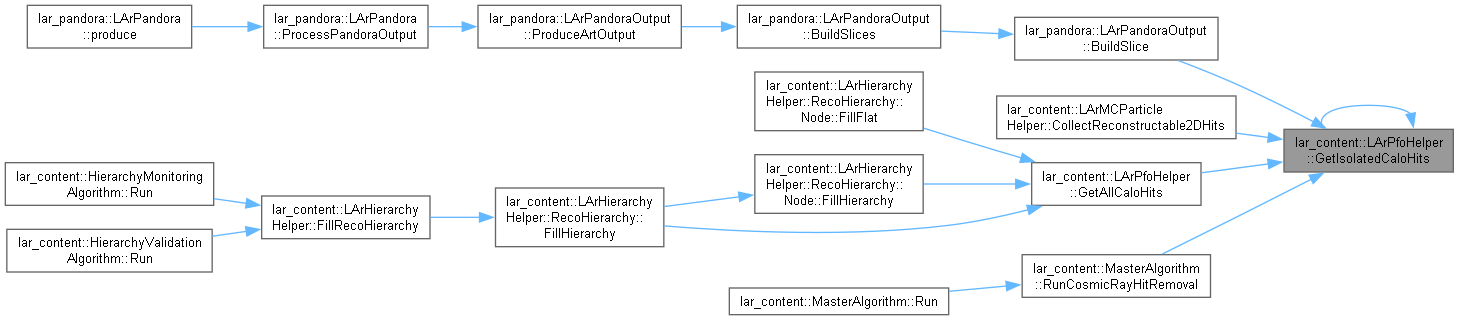 lar_pandora::LArPandora
::produce
lar_pandora::LArPandora
::ProcessPandoraOutput
lar_pandora::LArPandoraOutput
::ProduceArtOutput
lar_pandora::LArPandoraOutput
::BuildSlices
lar_pandora::LArPandoraOutput
::BuildSlice
lar_content::LArHierarchy
Helper::RecoHierarchy::
Node::FillFlat
lar_content::LArMCParticle
Helper::CollectReconstructable2DHits
lar_content::LArPfoHelper
::GetIsolatedCaloHits
lar_content::HierarchyMonitoring
Algorithm::Run
lar_content::LArHierarchy
Helper::RecoHierarchy::
Node::FillHierarchy
lar_content::LArPfoHelper
::GetAllCaloHits
lar_content::LArHierarchy
Helper::FillRecoHierarchy
lar_content::LArHierarchy
Helper::RecoHierarchy::
FillHierarchy
lar_content::HierarchyValidation
Algorithm::Run
lar_content::MasterAlgorithm
::RunCosmicRayHitRemoval
lar_content::MasterAlgorithm::Run